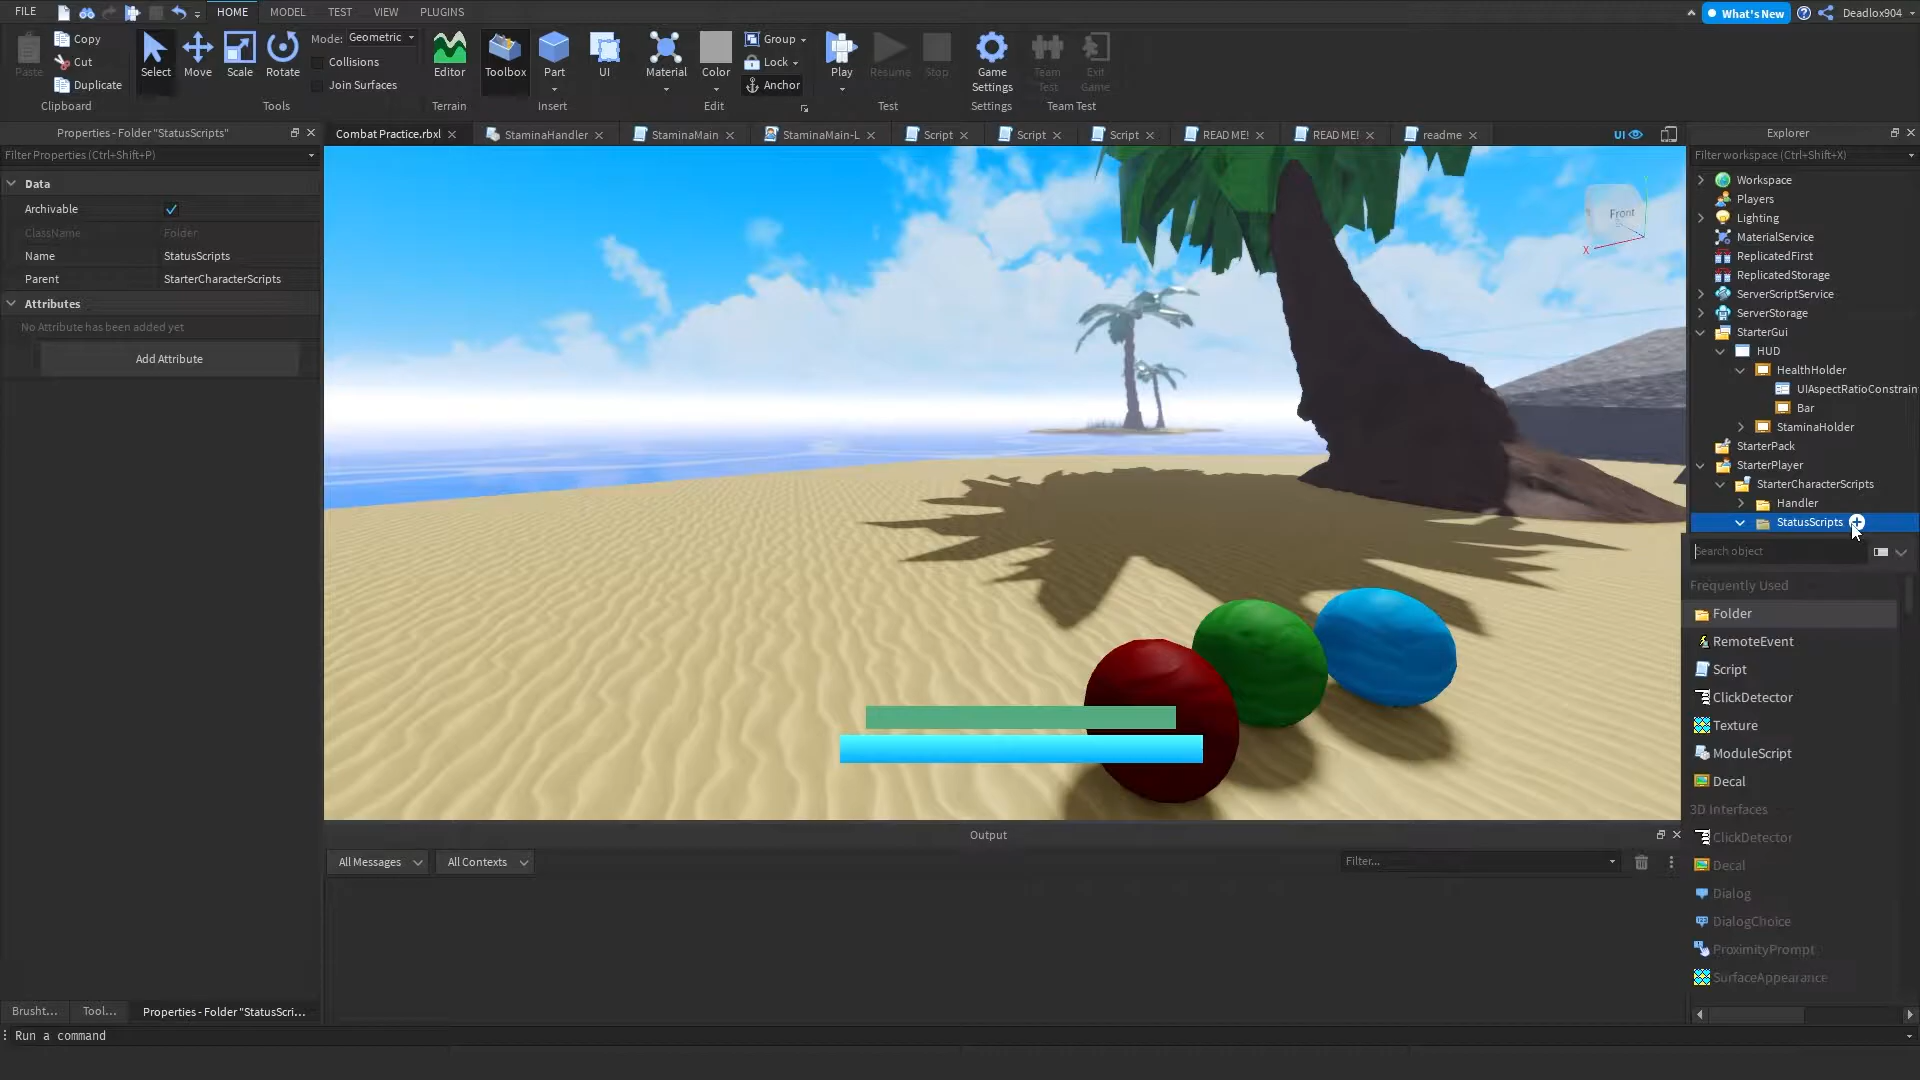 FILE
HOME
MODEL
TEST
VIEW
PLUGINS
What's New
Deadlox904
Paste
Copy
Cut
Duplicate
Clipboard
Select
Move
Scale
Rotate
Tools
Mode: Geometric
Collisions
Join Surfaces
Editor
Terrain
Toolbox
Part
UI
Insert
Material
Color
Group
Lock
Anchor
Edit
Play
Resume
Stop
Test
Game
Settings
Settings
Team
Test
Exit
Game
Team Test
Properties - Folder "StatusScripts"
Filter Properties (Ctrl+Shift+P)
Data
Archivable
ClassName Folder
Name StatusScripts
Parent StarterCharacterScripts
Attributes
No Attribute has been added yet
Add Attribute
Combat Practice.rbxl
StaminaHandler
StaminaMain
StaminaMain-L
Script
Script
Script
READ ME!
READ ME!
readme
UI
Front
X
Explorer
Filter workspace (Ctrl+Shift+X)
Workspace
Players
Lighting
MaterialService
ReplicatedFirst
ReplicatedStorage
ServerScriptService
ServerStorage
StarterGui
HUD
HealthHolder
UIAspectRatioConstrain
Bar
StaminaHolder
StarterPack
StarterPlayer
StarterCharacterScripts
Handler
StatusScripts
Search object
Frequently Used
Folder
RemoteEvent
Script
ClickDetector
Texture
ModuleScript
Decal
3D Interfaces
ClickDetector
Decal
Dialog
DialogChoice
ProximityPrompt
SurfaceAppearance
Output
All Messages
All Contexts
Filter...
Brusht...
Tool...
Properties - Folder "StatusScri...
Run a command